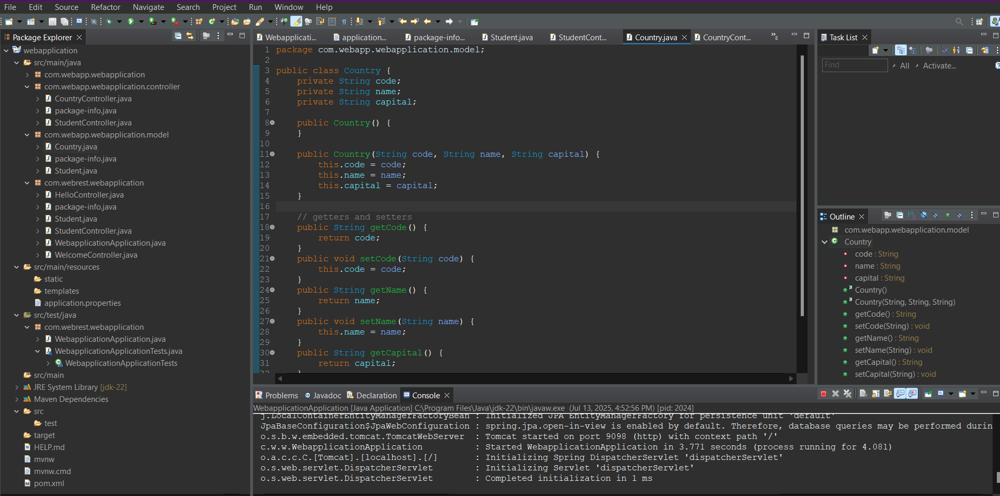 File Edit Source Refactor Navigate Search Project Run Window Help
Package Explorer
webapplication
src/main/java
com.webapp.webapplication
com.webapp.webapplication.controller
CountryController.java
package-info.java
StudentController.java
com.webapp.webapplication.model
Country.java
package-info.java
Student.java
com.webrest.webapplication
HelloController.java
package-info.java
Student.java
StudentController.java
WebapplicationApplication.java
WelcomeController.java
src/main/resources
static
templates
application.properties
src/test/java
com.webrest.webapplication
WebapplicationApplication.java
WebapplicationApplicationTests.java
WebapplicationApplicationTests
src/main
JRE System Library [jdk-22]
Maven Dependencies
src
test
target
HELP.md
mvnw
mvnw.cmd
pom.xml
Webapplicati... application... package-info... Student.java StudentCont... Country.java CountryCont... 8
1 package com.webapp.webapplication.model;
2
3 public class Country {
4 private String code;
5 private String name;
6 private String capital;
7
8 public Country() {
9 }
10
11 public Country(String code, String name, String capital) {
12 this.code = code;
13 this.name = name;
14 this.capital = capital;
15 }
16
17 // getters and setters
18 public String getCode() {
19 return code;
20 }
21 public void setCode(String code) {
22 this.code = code;
23 }
24 public String getName() {
25 return name;
26 }
27 public void setName(String name) {
28 this.name = name;
29 }
30 public String getCapital() {
31 return capital;
32 }
Task List
Find All Activate...
Outline
com.webapp.webapplication.model
Country
code : String
name : String
capital : String
Country()
Country(String, String, String)
getCode() : String
setCode(String) : void
getName() : String
setName(String) : void
getCapital() : String
setCapital(String) : void
Problems Javadoc Declaration Console
WebapplicationApplication [Java Application] C:\Program Files\Java\jdk-22\bin\javaw.exe (Jul 13, 2025, 4:52:56 PM) [pid: 2024]
j.LocalContainerEntityManagerFactoryBean : Initialized JPA EntityManagerFactory for persistence unit 'default'
JpaBaseConfiguration$JpaWebConfiguration : spring.jpa.open-in-view is enabled by default. Therefore, database queries may be performed durin
o.s.b.w.embedded.tomcat.TomcatWebServer : Tomcat started on port 9098 (http) with context path '/'
c.w.w.WebapplicationApplication : Started WebapplicationApplication in 3.771 seconds (process running for 4.081)
o.a.c.c.C.[Tomcat].[localhost].[/] : Initializing Spring DispatcherServlet 'dispatcherServlet'
o.s.web.servlet.DispatcherServlet : Initializing Servlet 'dispatcherServlet'
o.s.web.servlet.DispatcherServlet : Completed initialization in 1 ms